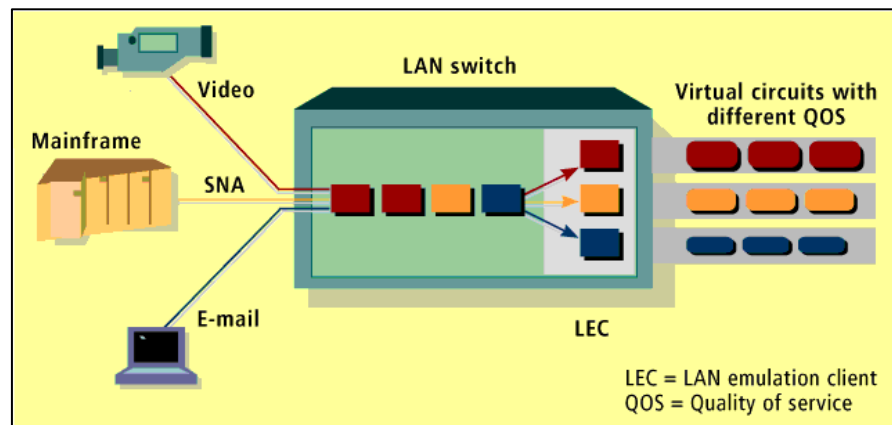 Video
LAN switch
Virtual circuits with
different QOS
Mainframe
SNA
E-mail
LEC
LEC = LAN emulation client
QOS = Quality of service